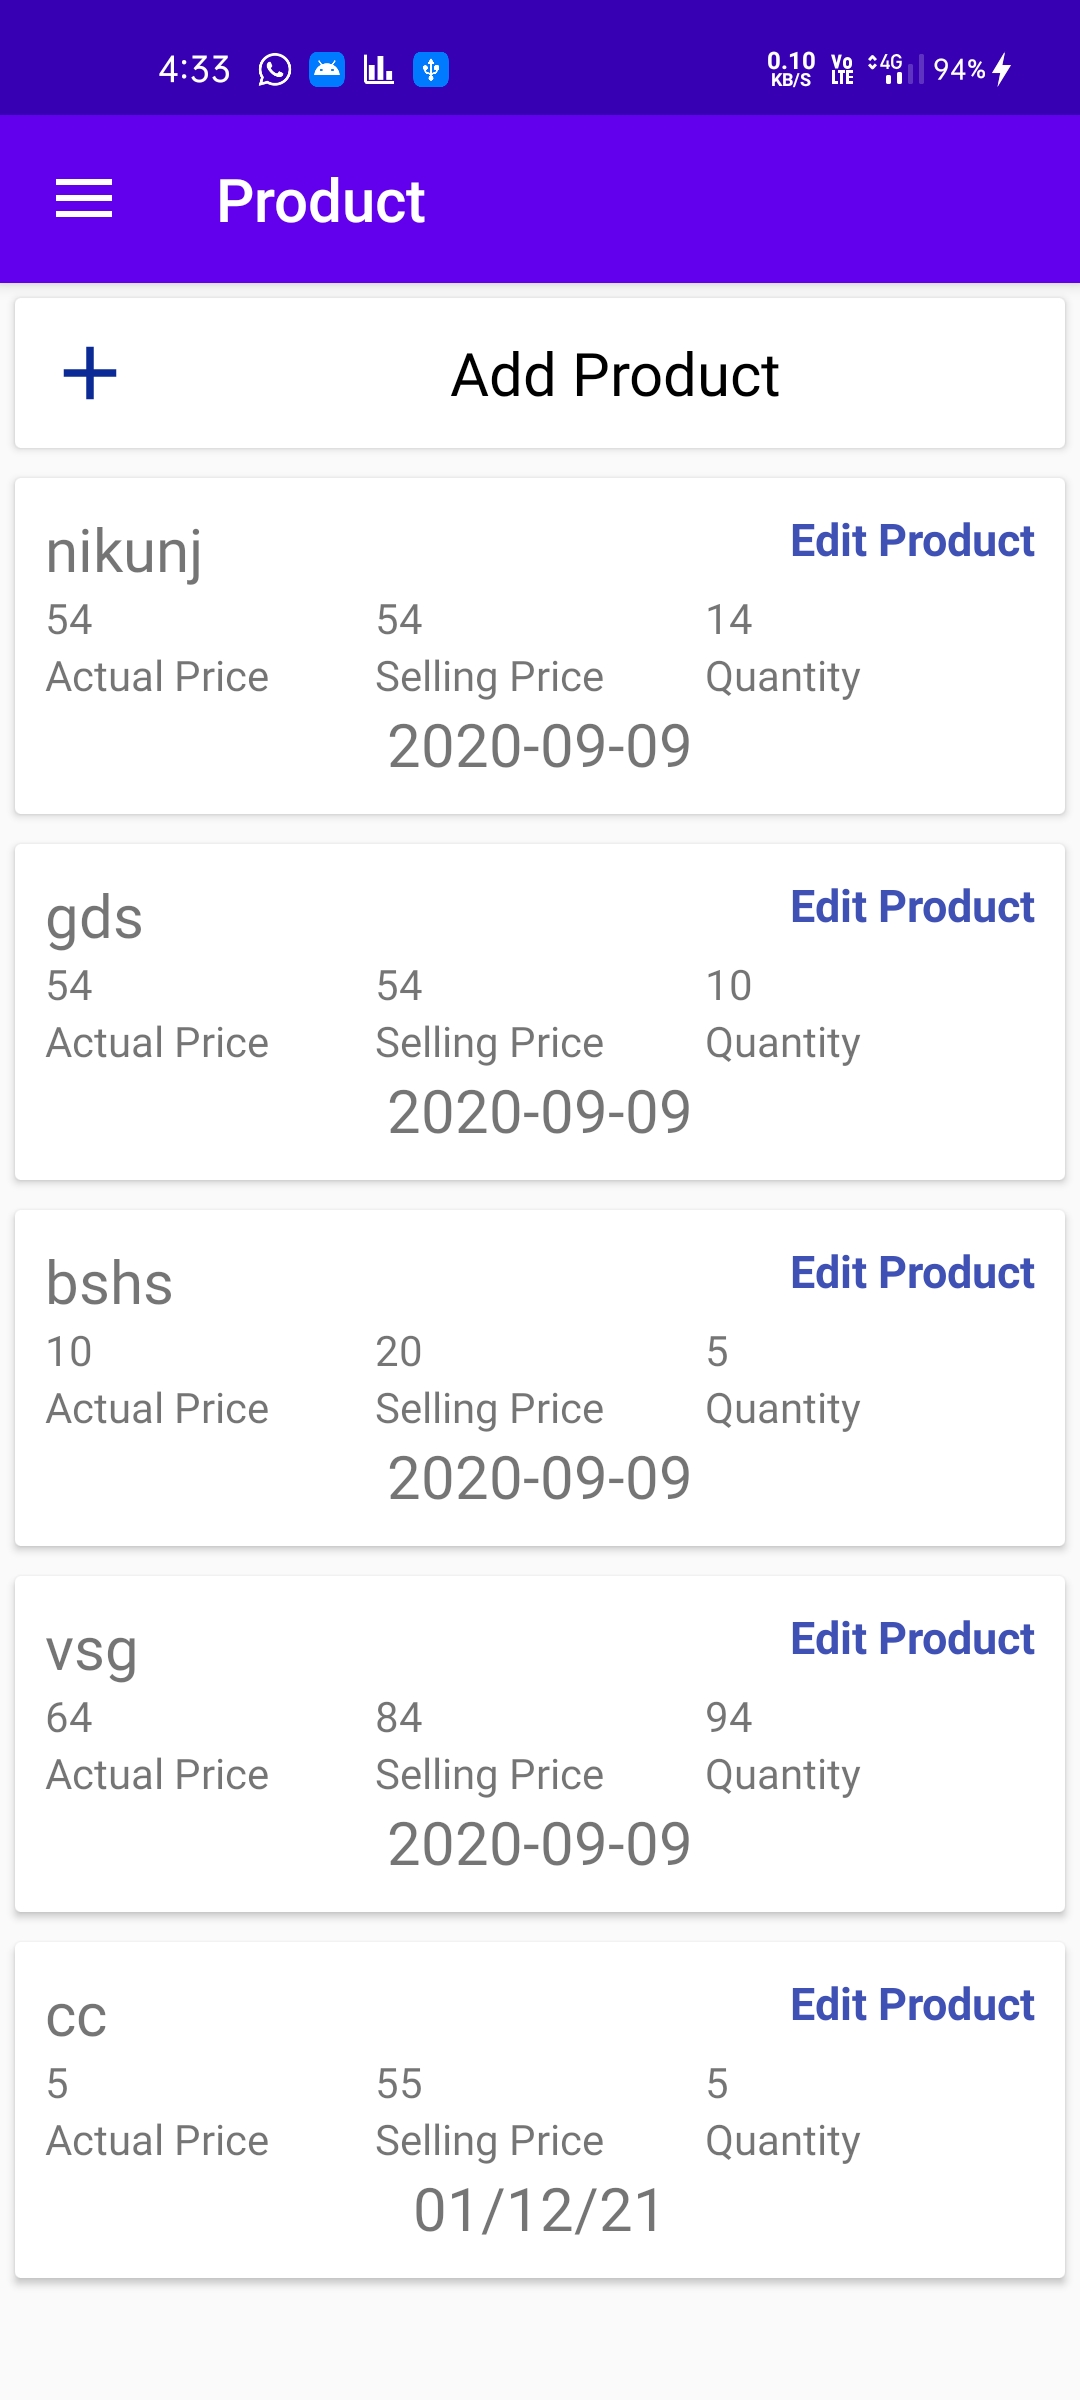 4:33 0.10 KB/S Vo LTE 4G 94%
Product
Add Product
nikunj Edit Product
54 54 14
Actual Price Selling Price Quantity
2020-09-09
gds Edit Product
54 54 10
Actual Price Selling Price Quantity
2020-09-09
bshs Edit Product
10 20 5
Actual Price Selling Price Quantity
2020-09-09
vsg Edit Product
64 84 94
Actual Price Selling Price Quantity
2020-09-09
cc Edit Product
5 55 5
Actual Price Selling Price Quantity
01/12/21